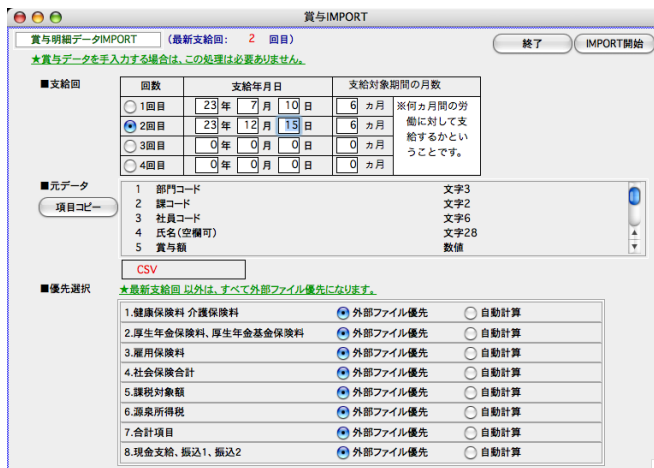 賞与IMPORT
賞与明細データIMPORT （最新支給回： 2 回目） 終了 IMPORT開始
★賞与データを手入力する場合は、この処理は必要ありません。
■支給回 回数 支給年月日 支給対象期間の月数
1回目 23 年 7 月 10 日 6 ヵ月
2回目 23 年 12 月 15 日 6 ヵ月
3回目 0 年 0 月 0 日 0 ヵ月
4回目 0 年 0 月 0 日 0 ヵ月
※何ヵ月間の労
働に対して支
給するかとい
うことです。
■元データ
項目コピー
1 部門コード 文字3
2 課コード 文字2
3 社員コード 文字6
4 氏名(空欄可) 文字28
5 賞与額 数値
CSV
■優先選択 ★最新支給回 以外は、すべて外部ファイル優先になります。
1.健康保険料 介護保険料 外部ファイル優先 自動計算
2.厚生年金保険料、厚生年金基金保険料 外部ファイル優先 自動計算
3.雇用保険料 外部ファイル優先 自動計算
4.社会保険合計 外部ファイル優先 自動計算
5.課税対象額 外部ファイル優先 自動計算
6.源泉所得税 外部ファイル優先 自動計算
7.合計項目 外部ファイル優先 自動計算
8.現金支給、振込1、振込2 外部ファイル優先 自動計算